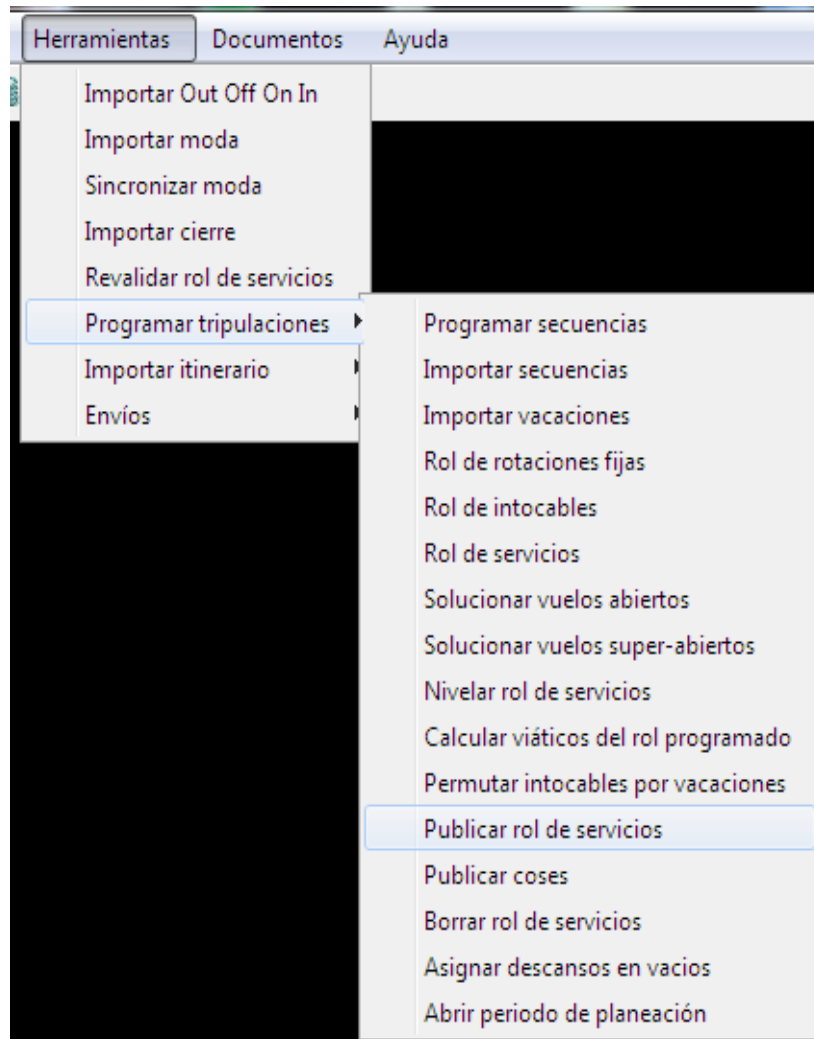 Herramientas Documentos Ayuda
Importar Out Off On In
Importar moda
Sincronizar moda
Importar cierre
Revalidar rol de servicios
Programar tripulaciones
Importar itinerario
Envíos
Programar secuencias
Importar secuencias
Importar vacaciones
Rol de rotaciones fijas
Rol de intocables
Rol de servicios
Solucionar vuelos abiertos
Solucionar vuelos super-abiertos
Nivelar rol de servicios
Calcular viáticos del rol programado
Permutar intocables por vacaciones
Publicar rol de servicios
Publicar coses
Borrar rol de servicios
Asignar descansos en vacios
Abrir periodo de planeación